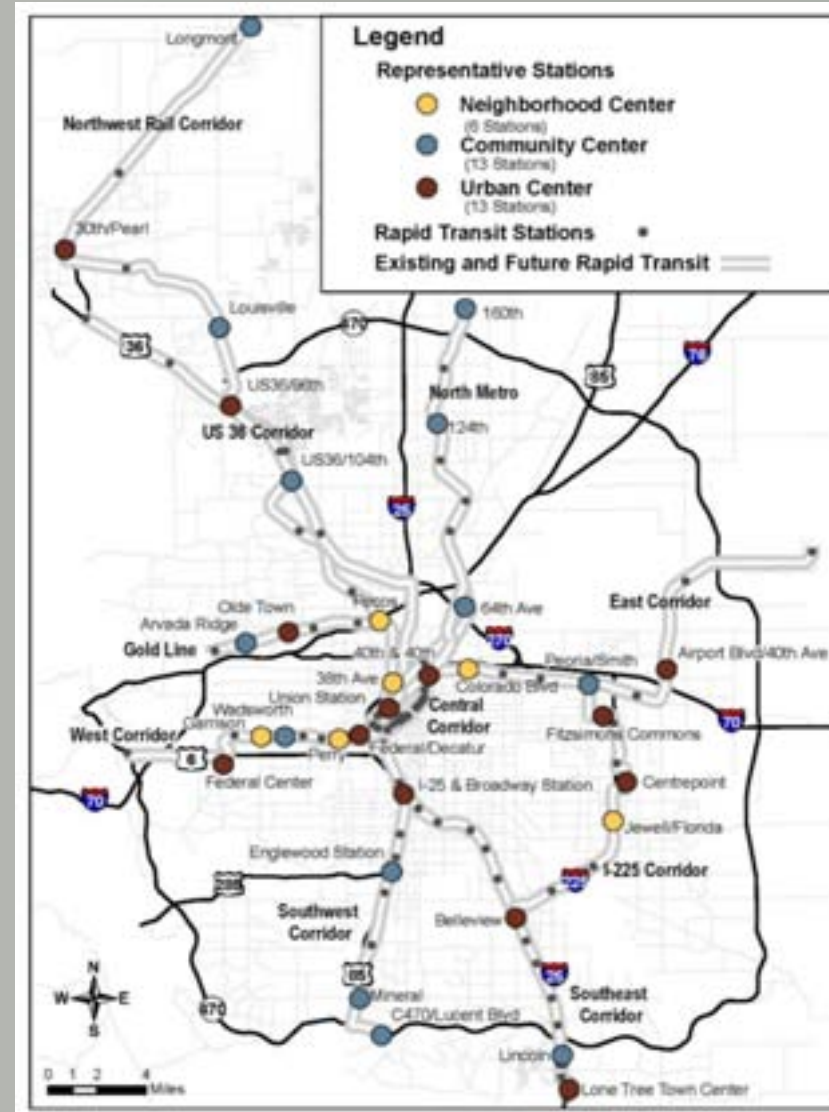 Legend
Representative Stations
Neighborhood Center
(6 Stations)
Community Center
(13 Stations)
Urban Center
(13 Stations)
Rapid Transit Stations
Existing and Future Rapid Transit
Longmont
Northwest Rail Corridor
30th/Pearl
Louisville
36
470
160th
76
85
US36/96th
North Metro
US 36 Corridor
124th
US36/104th
25
Pecos
64th Ave
East Corridor
Olde Town
Arvada Ridge
Gold Line
270
40th & 40th
Peoria/Smith
Airport Blvd/40th Ave
38th Ave
Colorado Blvd
Union Station
Central
Corridor
Wadsworth
Garrison
70
West Corridor
Perry
Federal/Decatur
Fitzsimons Commons
6
Federal Center
I-25 & Broadway Station
Centrepoint
70
Jewell/Florida
Englewood Station
225
I-225 Corridor
285
Southwest
Corridor
Belleview
85
25
N
W
E
S
Mineral
Southeast
Corridor
470
C470/Lucent Blvd
Lincoln
0 1 2 4
Miles
Lone Tree Town Center